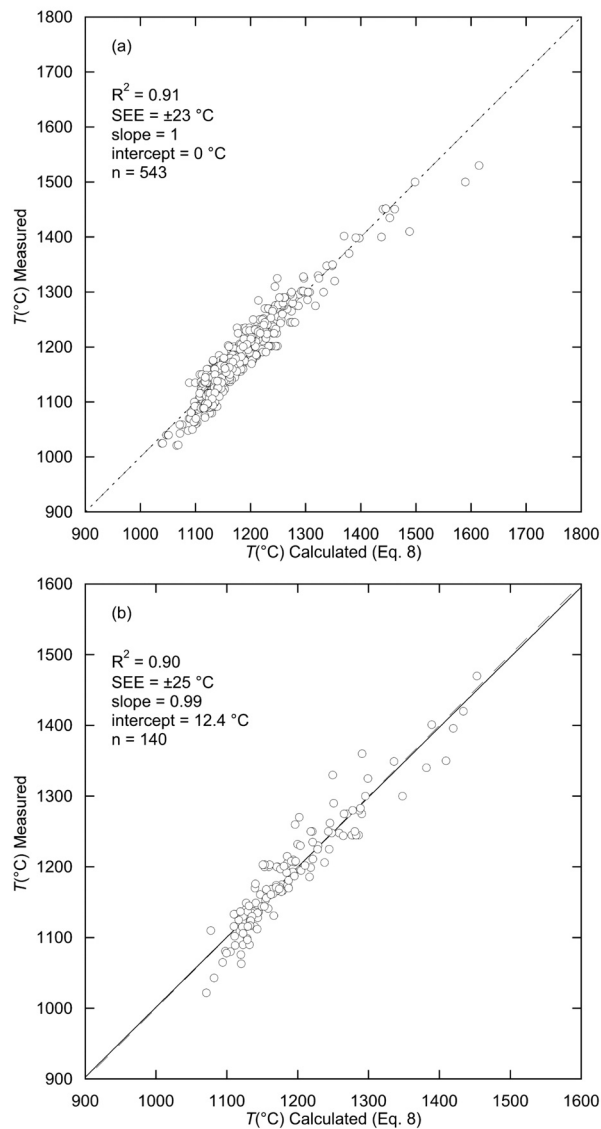 1800
(a)
1700
R² = 0.91
SEE = ±23 °C
slope = 1
intercept = 0 °C
n = 543
1600
1500
1400
T(°C) Measured
1300
1200
1100
1000
900
900 1000 1100 1200 1300 1400 1500 1600 1700 1800
T(°C) Calculated (Eq. 8)
1600
(b)
R² = 0.90
SEE = ±25 °C
slope = 0.99
intercept = 12.4 °C
n = 140
1500
1400
1300
T(°C) Measured
1200
1100
1000
900
900 1000 1100 1200 1300 1400 1500 1600
T(°C) Calculated (Eq. 8)